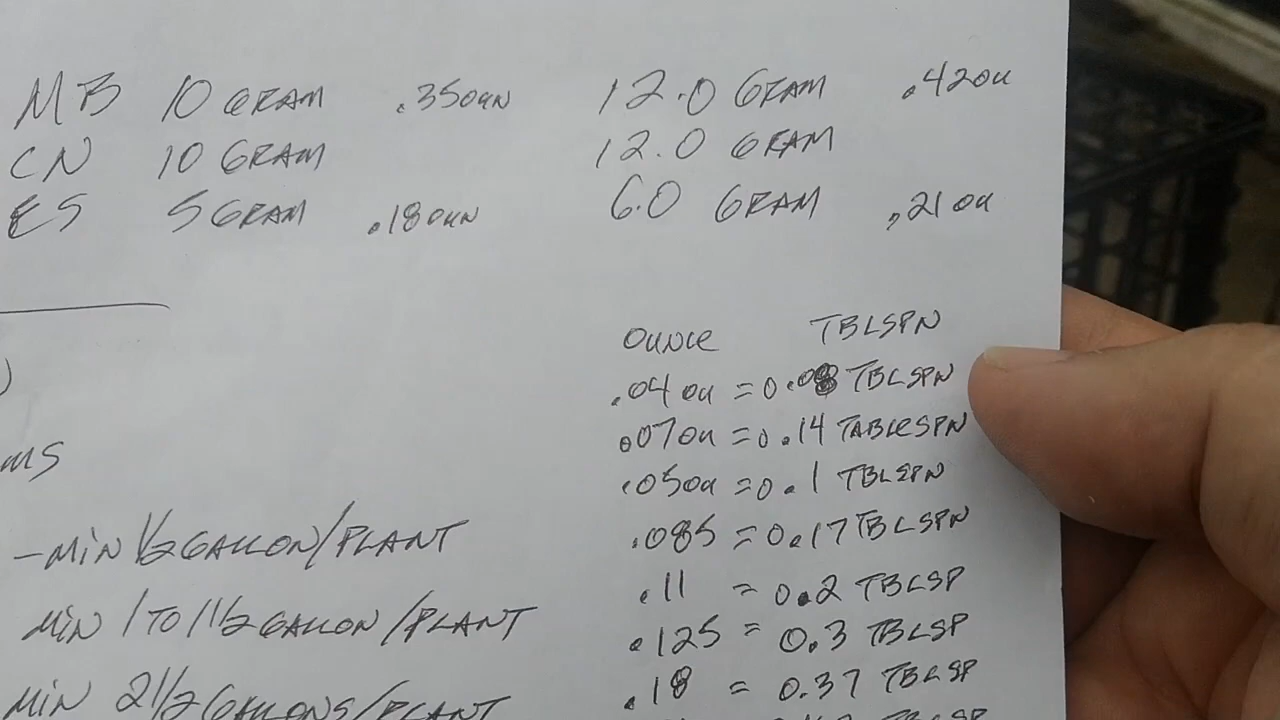 MB 10 GRAM .35OUN 12.0 GRAM .42OU
CN 10 GRAM 12.0 GRAM
ES 5 GRAM .18OUN 6.0 GRAM .21OU
OUNCE TBLSPN
.04OU = 0.08 TBLSPN
.07OU = 0.14 TABLESPN
ms
.05OU = 0.1 TBLSPN
.085 = 0.17 TBLSPN
-MIN 1/2 GALLON/PLANT
.11 = 0.2 TBLSP
MIN 1 TO 1 1/2 GALLON/PLANT
.125 = 0.3 TBLSP
.18 = 0.37 TBLSP
MIN 2 1/2 GALLONS/PLANT